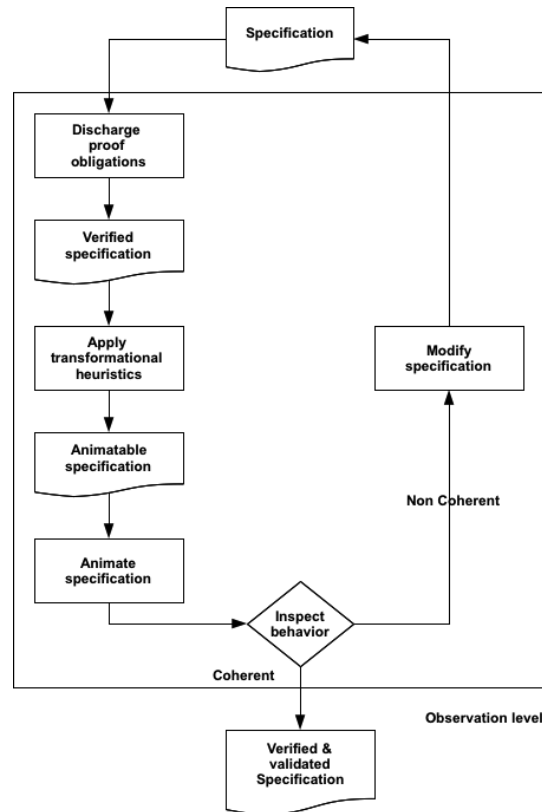 Specification
Discharge
proof
obligations
Verified
specification
Apply
transformational
heuristics
Modify
specification
Animatable
specification
Non Coherent
Animate
specification
Inspect
behavior
Coherent
Observation level
Verified &
validated
Specification